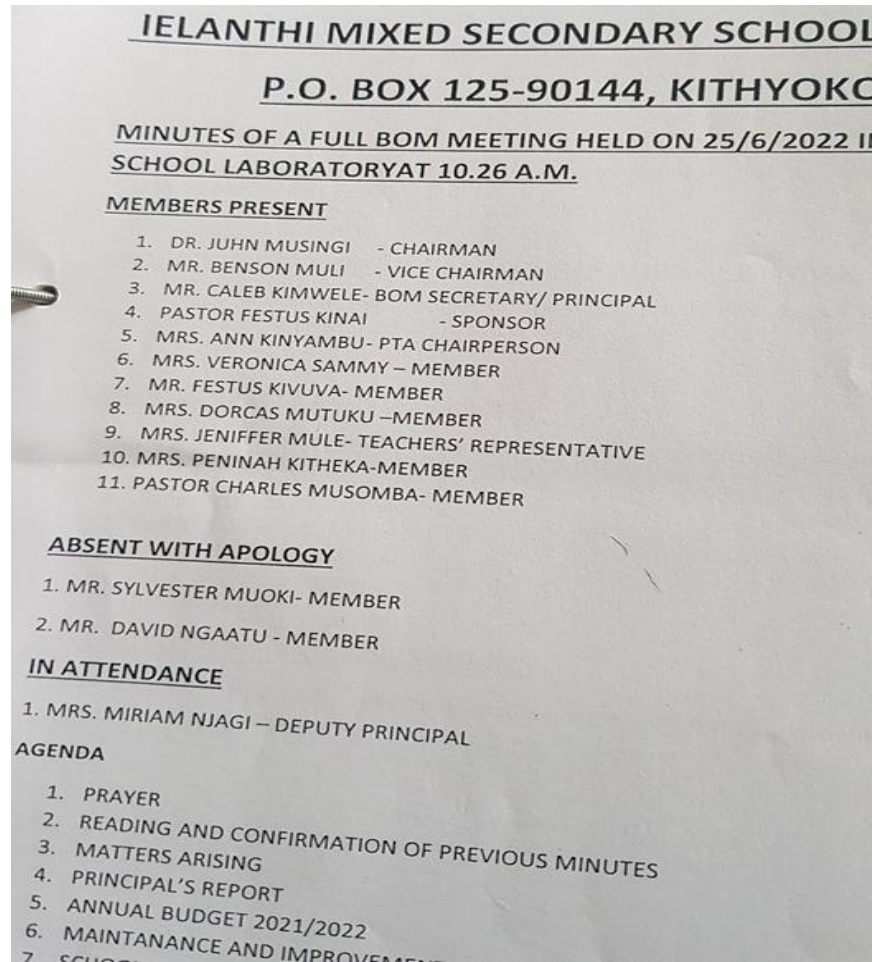 IELANTHI MIXED SECONDARY SCHOOL
P.O. BOX 125-90144, KITHYOKO
MINUTES OF A FULL BOM MEETING HELD ON 25/6/2022
SCHOOL LABORATORYAT 10.26 A.M.
MEMBERS PRESENT
1. DR. JUHN MUSINGI - CHAIRMAN
2. MR. BENSON MULI - VICE CHAIRMAN
3. MR. CALEB KIMWELE- BOM SECRETARY/ PRINCIPAL
4. PASTOR FESTUS KINAI - SPONSOR
5. MRS. ANN KINYAMBU- PTA CHAIRPERSON
6. MRS. VERONICA SAMMY – MEMBER
7. MR. FESTUS KIVUVA- MEMBER
8. MRS. DORCAS MUTUKU –MEMBER
9. MRS. JENIFFER MULE- TEACHERS' REPRESENTATIVE
10. MRS. PENINAH KITHEKA-MEMBER
11. PASTOR CHARLES MUSOMBA- MEMBER
ABSENT WITH APOLOGY
1. MR. SYLVESTER MUOKI- MEMBER
2. MR. DAVID NGAATU - MEMBER
IN ATTENDANCE
1. MRS. MIRIAM NJAGI – DEPUTY PRINCIPAL
AGENDA
1. PRAYER
2. READING AND CONFIRMATION OF PREVIOUS MINUTES
3. MATTERS ARISING
4. PRINCIPAL'S REPORT
5. ANNUAL BUDGET 2021/2022
6. MAINTANANCE AND IMPROVEMENT
7.